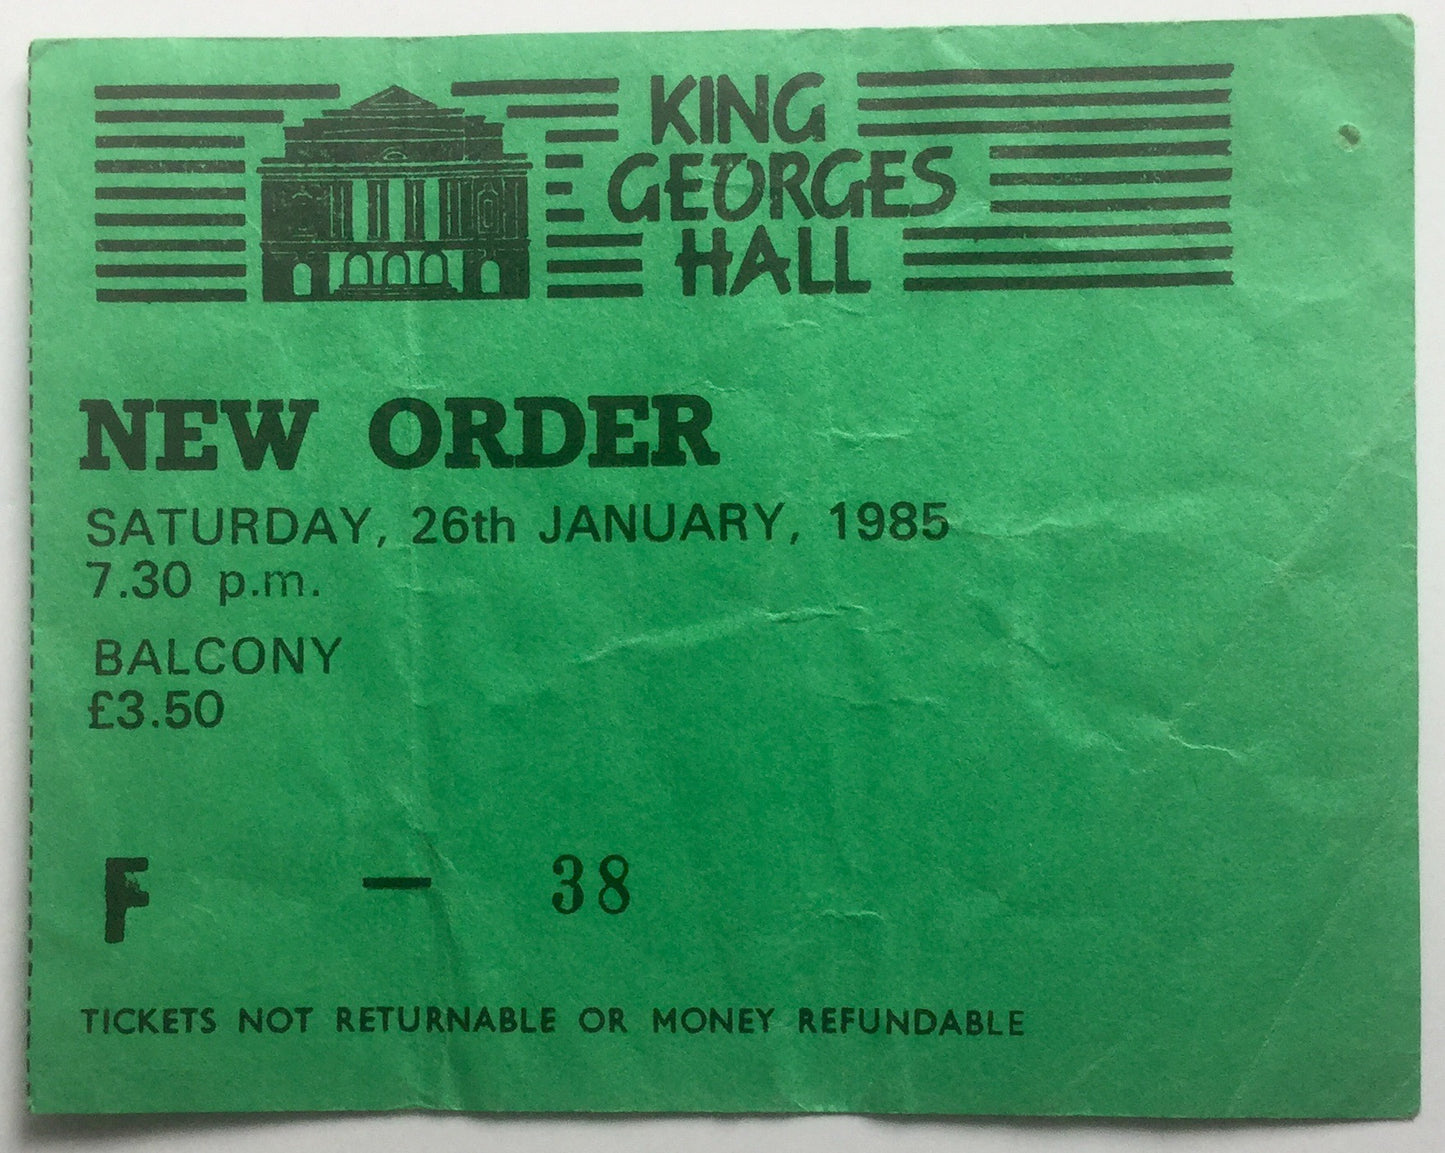 KING
GEORGES
HALL
NEW ORDER
SATURDAY, 26th JANUARY, 1985
7.30 p.m.
BALCONY
£3.50
F — 38
TICKETS NOT RETURNABLE OR MONEY REFUNDABLE